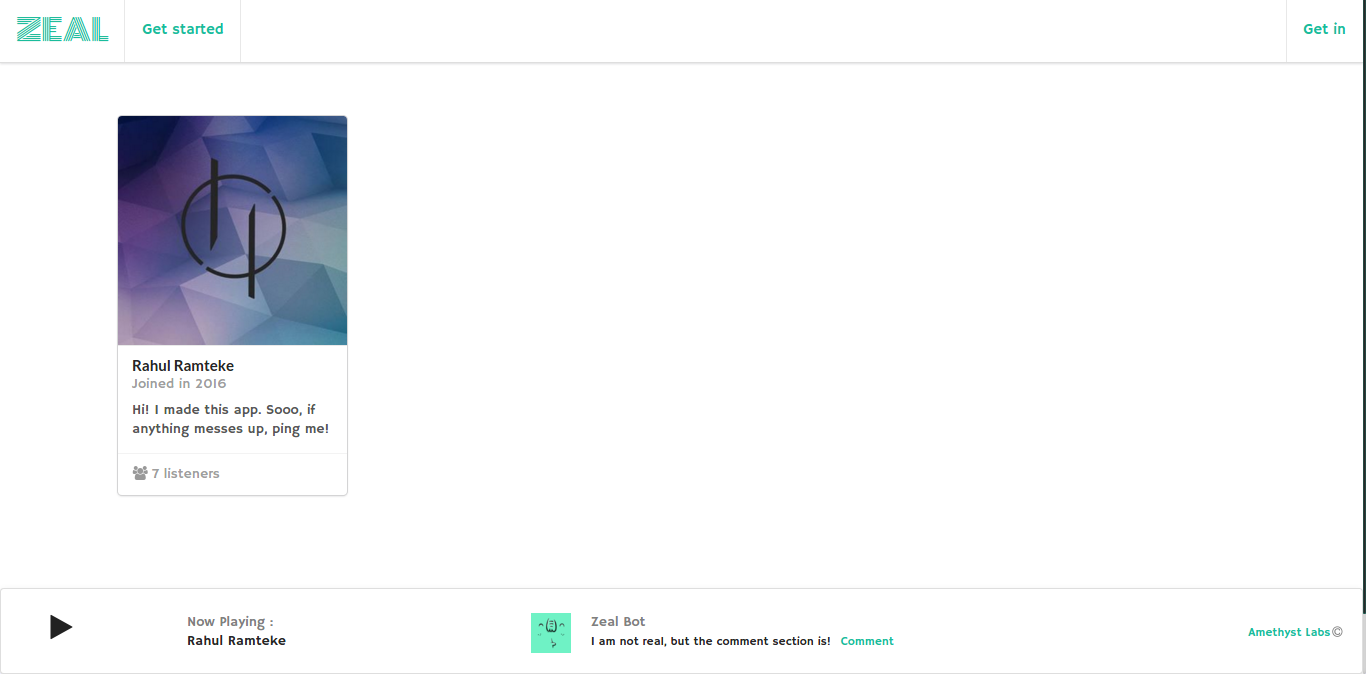 ZEAL
Get started
Get in
Rahul Ramteke
Joined in 2016
Hi! I made this app. Sooo, if
anything messes up, ping me!
7 listeners
Now Playing :
Rahul Ramteke
Zeal Bot
I am not real, but the comment section is! Comment
Amethyst Labs©